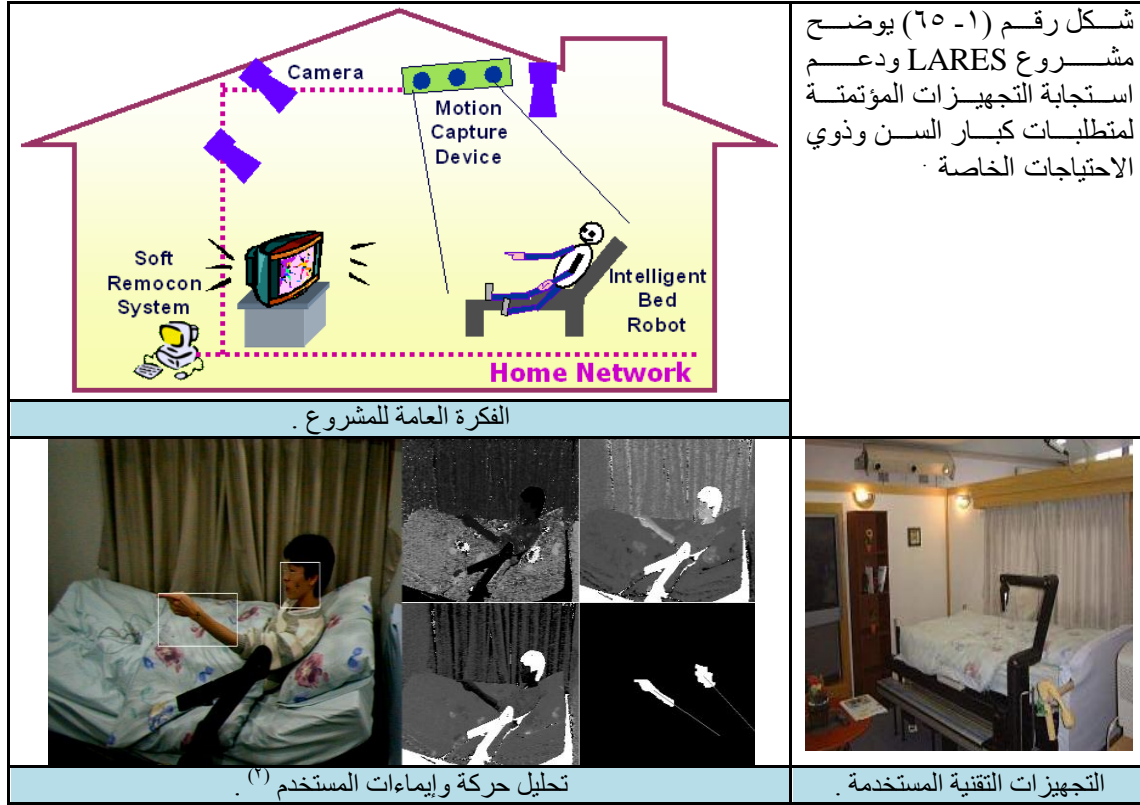 شكل رقم (١- ٦٥) يوضح
مشروع LARES ودعم
استجابة التجهيزات المؤتمتة
لمتطلبات كبار السن وذوي
الاحتياجات الخاصة .
Camera
Motion
Capture
Device
Soft
Remocon
System
Intelligent
Bed
Robot
Home Network
الفكرة العامة للمشروع .
التجهيزات التقنية المستخدمة .
تحليل حركة وإيماءات المستخدم (٢) .